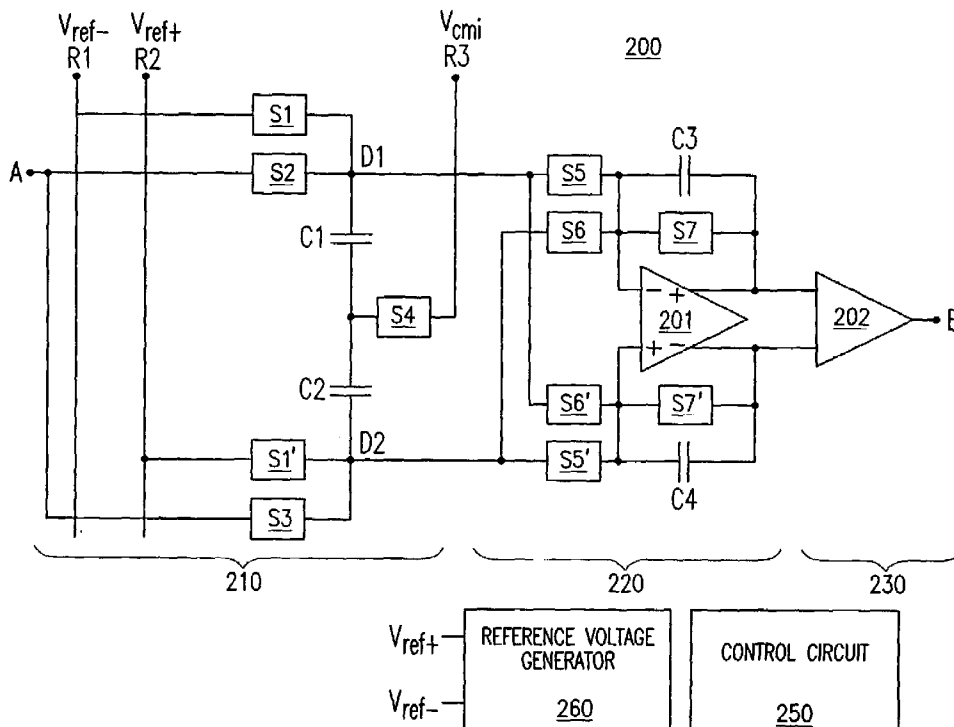 Vref- Vref+ Vcmi
R1 R2 R3 200
S1
A S2 D1 S5 C3
C1 S6 S7
S4 - + 201 202 B
+ -
C2 S6' S7'
S1' D2 S5' C4
S3
210 220 230
Vref+ REFERENCE VOLTAGE GENERATOR 260
Vref-
CONTROL CIRCUIT 250